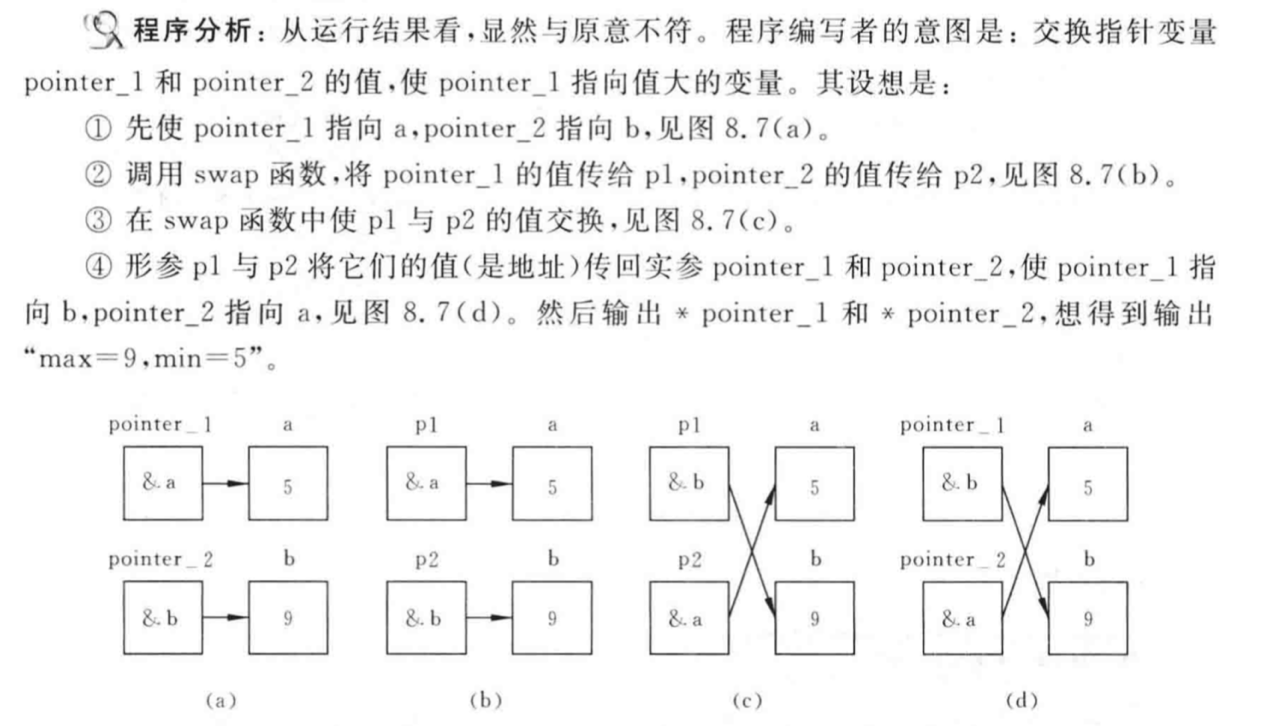 程序分析：从运行结果看，显然与原意不符。程序编写者的意图是：交换指针变量
pointer_1 和 pointer_2 的值，使 pointer_1 指向值大的变量。其设想是：
① 先使 pointer_1 指向 a，pointer_2 指向 b，见图 8.7(a)。
② 调用 swap 函数，将 pointer_1 的值传给 p1，pointer_2 的值传给 p2，见图 8.7(b)。
③ 在 swap 函数中使 p1 与 p2 的值交换，见图 8.7(c)。
④ 形参 p1 与 p2 将它们的值(是地址)传回实参 pointer_1 和 pointer_2，使 pointer_1 指
向 b，pointer_2 指向 a，见图 8.7(d)。然后输出 * pointer_1 和 * pointer_2，想得到输出
“max=9，min=5”。
pointer_1 a p1 a p1 a pointer_1 a
&a 5 &a 5 &b 5 &b 5
pointer_2 b p2 b p2 b pointer_2 b
&b 9 &b 9 &a 9 &a 9
(a) (b) (c) (d)